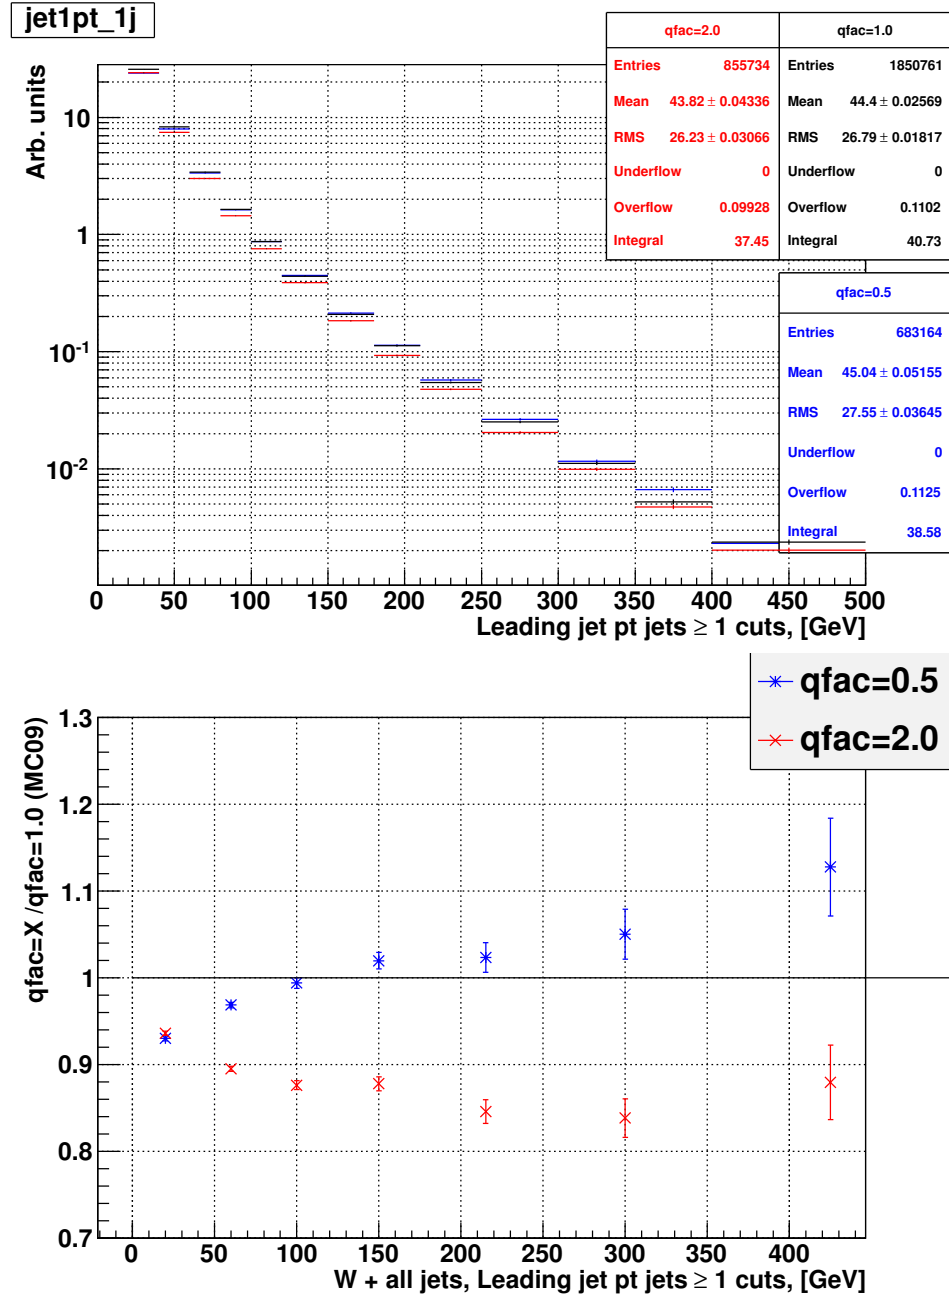 jet1pt_1j
qfac=2.0
Entries 855734
Mean 43.82 ± 0.04336
RMS 26.23 ± 0.03066
Underflow 0
Overflow 0.09928
Integral 37.45
qfac=1.0
Entries 1850761
Mean 44.4 ± 0.02569
RMS 26.79 ± 0.01817
Underflow 0
Overflow 0.1102
Integral 40.73
qfac=0.5
Entries 683164
Mean 45.04 ± 0.05155
RMS 27.55 ± 0.03645
Underflow 0
Overflow 0.1125
Integral 38.58
Arb. units
10
1
10⁻¹
10⁻²
0 50 100 150 200 250 300 350 400 450 500
Leading jet pt jets ≥ 1 cuts, [GeV]
qfac=0.5
qfac=2.0
qfac=X /qfac=1.0 (MC09)
1.3
1.2
1.1
1
0.9
0.8
0.7
0 50 100 150 200 250 300 350 400
W + all jets, Leading jet pt jets ≥ 1 cuts, [GeV]